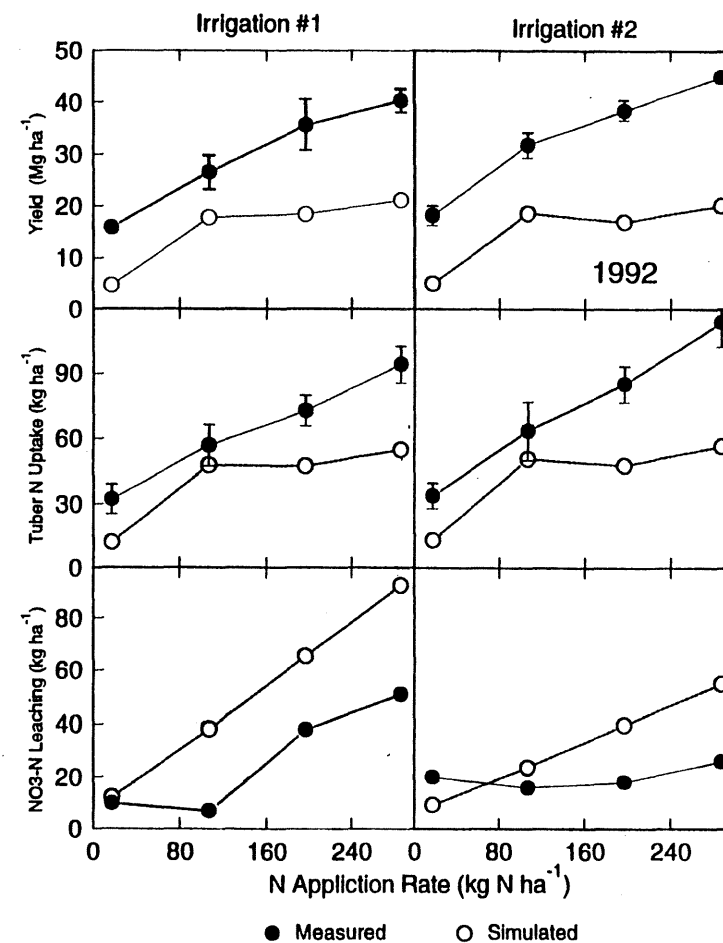 Irrigation #1
Irrigation #2
50
40
30
20
10
0
Yield (Mg ha⁻¹)
1992
90
60
30
0
Tuber N Uptake (kg ha⁻¹)
80
60
40
20
0
NO3-N Leaching (kg ha⁻¹)
0 80 160 240 0 80 160 240
N Appliction Rate (kg N ha⁻¹)
Measured Simulated